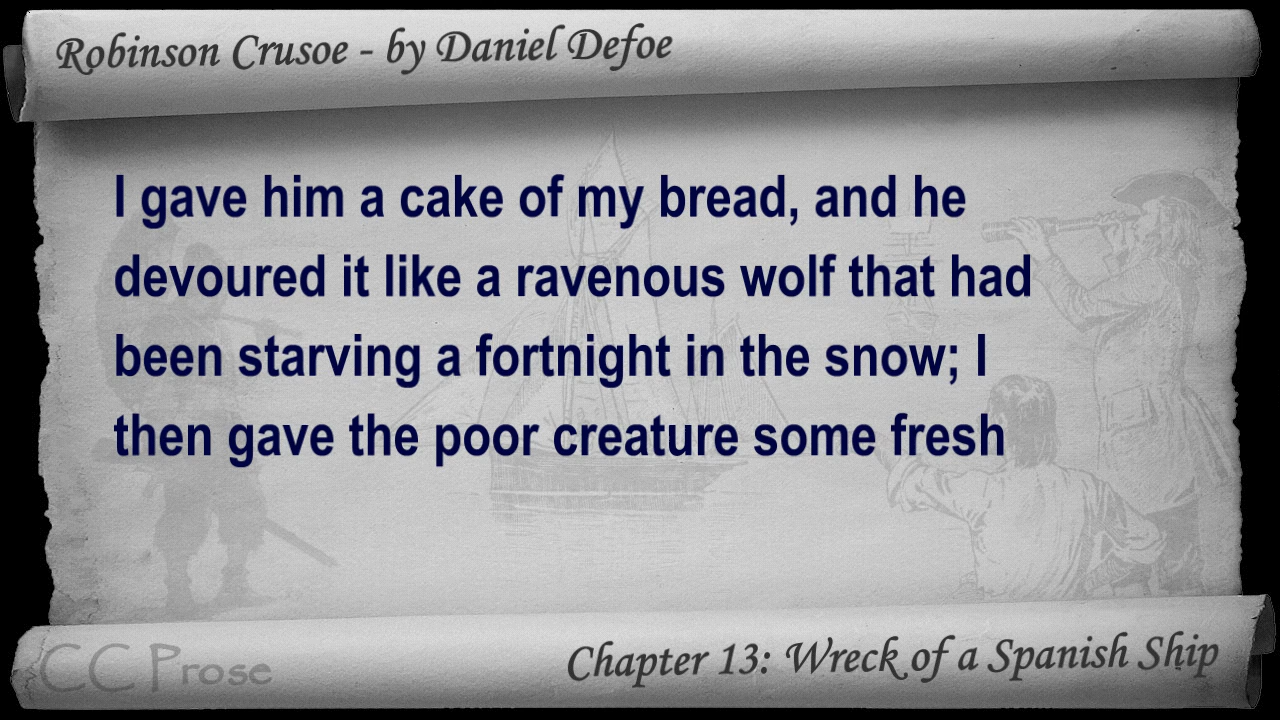 Robinson Crusoe - by Daniel Defoe
I gave him a cake of my bread, and he
devoured it like a ravenous wolf that had
been starving a fortnight in the snow; I
then gave the poor creature some fresh
CC Prose
Chapter 13: Wreck of a Spanish Ship